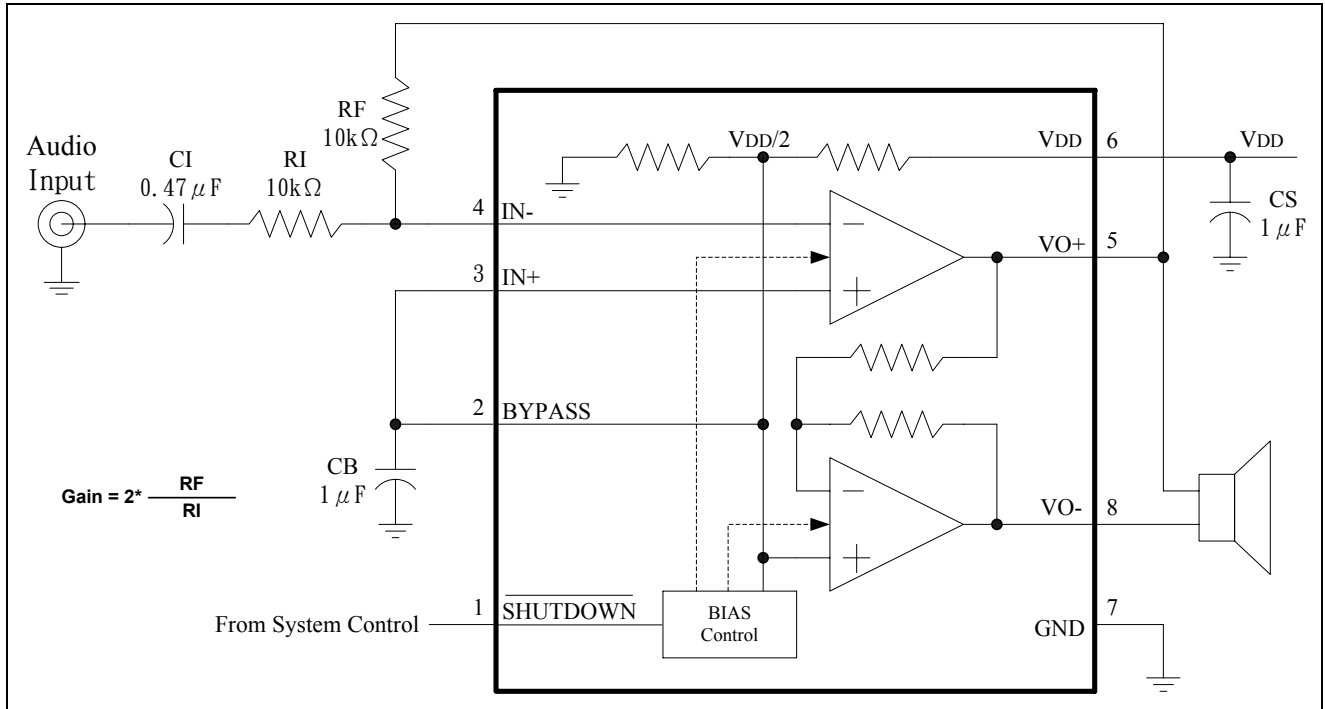 RF
10kΩ
Audio
Input
CI
0.47μF
RI
10kΩ
VDD/2
VDD
6
VDD
CS
1μF
4
IN-
−
VO+
5
3
IN+
+
2
BYPASS
CB
1μF
Gain = 2* RF
RI
−
VO-
8
+
1
SHUTDOWN
From System Control
BIAS
Control
7
GND